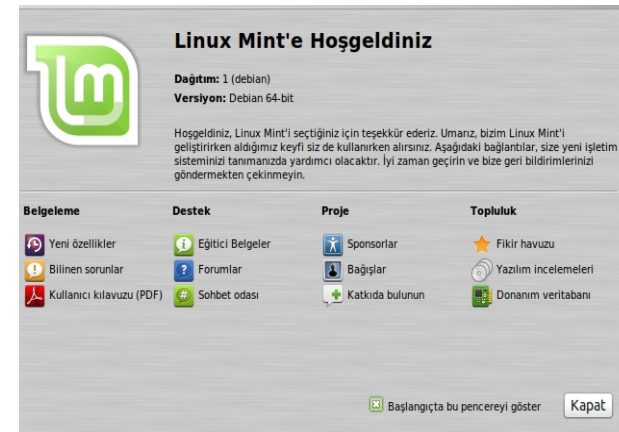 Linux Mint'e Hoşgeldiniz
Dağıtım: 1 (debian)
Versiyon: Debian 64-bit
Hoşgeldiniz, Linux Mint'i seçtiğiniz için teşekkür ederiz. Umarız, bizim Linux Mint'i
geliştirirken aldığımız keyfi siz de kullanırken alırsınız. Aşağıdaki bağlantılar, size yeni işletim
sisteminizi tanımanızda yardımcı olacaktır. İyi zaman geçirin ve bize geri bildirimlerinizi
göndermekten çekinmeyin.
Belgeleme Destek Proje Topluluk
Yeni özellikler Eğitici Belgeler Sponsorlar Fikir havuzu
Bilinen sorunlar Forumlar Bağışlar Yazılım incelemeleri
Kullanıcı kılavuzu (PDF) Sohbet odası Katkıda bulunun Donanım veritabanı
Başlangıçta bu pencereyi göster Kapat